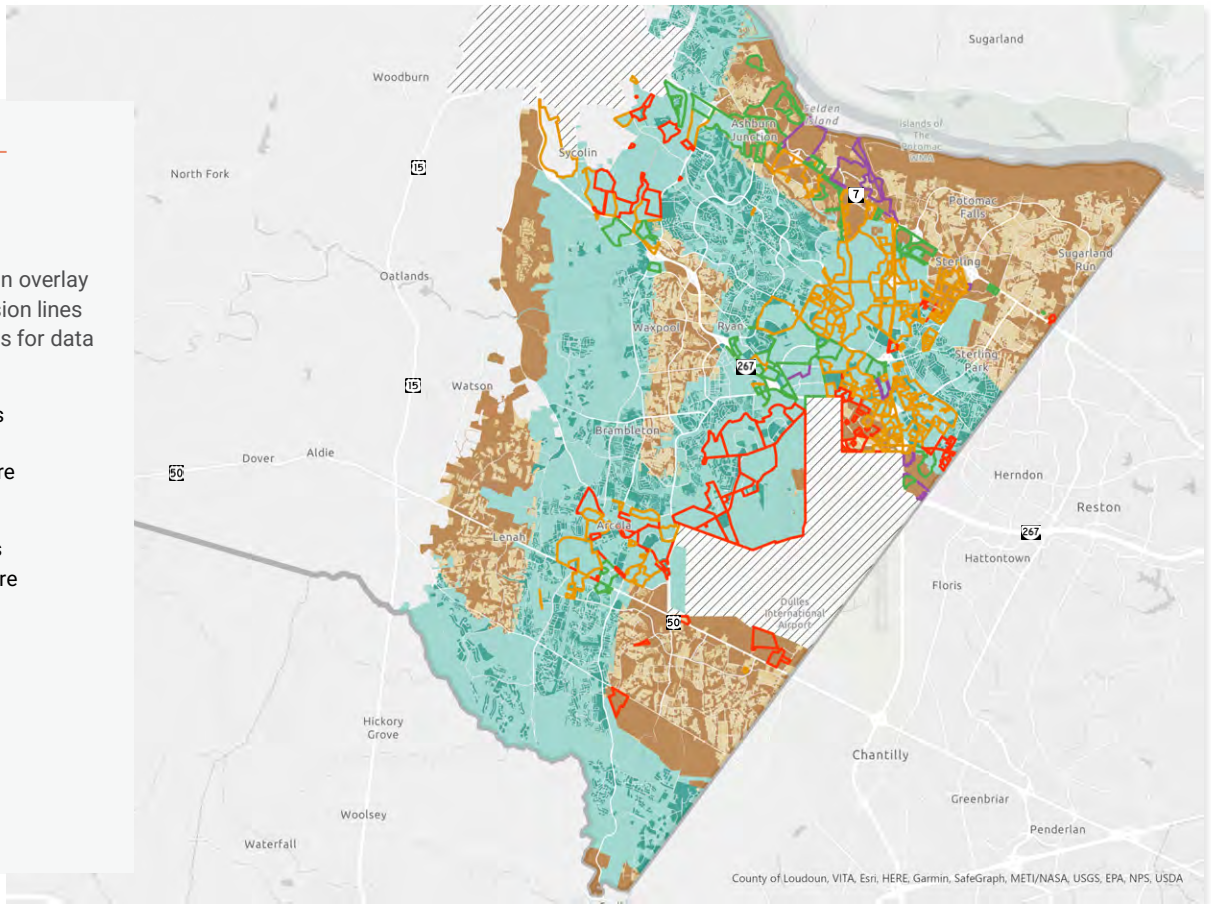 n overlay
sion lines
s for data
s
re
s
re
Sugarland
Woodburn
Selden
Island
Ashburn
Junction
Islands of
The
Potomac
WMA
Sycolin
15
North Fork
7
Potomac
Falls
Sterling
Sugarland
Run
Oatlands
Waxpool
Ryan
Sterling
Park
267
15
Watson
Brambleton
50
Dover
Aldie
Herndon
Reston
Arcola
Lenah
267
Hattontown
Floris
Dulles
International
Airport
50
Hickory
Grove
Chantilly
Greenbriar
Woolsey
Penderlan
Waterfall
County of Loudoun, VITA, Esri, HERE, Garmin, SafeGraph, METI/NASA, USGS, EPA, NPS, USDA